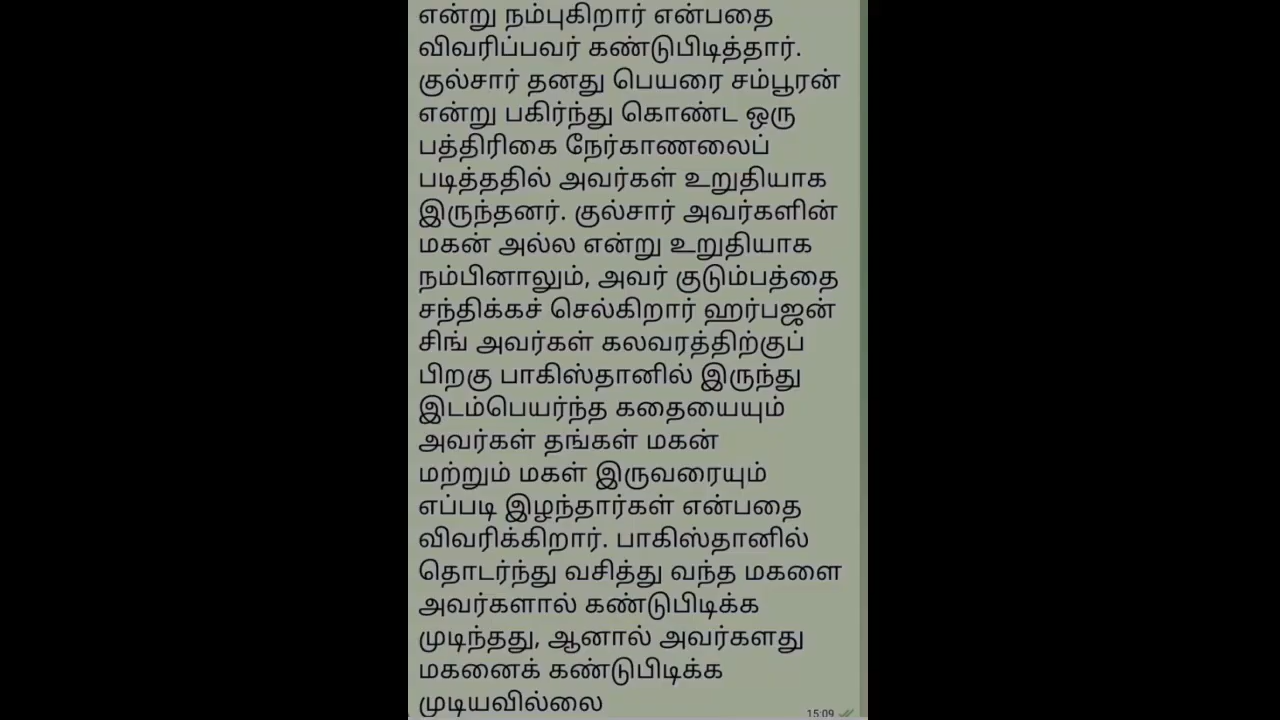 என்று நம்புகிறார் என்பதை
விவரிப்பவர் கண்டுபிடித்தார்.
குல்சார் தனது பெயரை சம்பூரன்
என்று பகிர்ந்து கொண்ட ஒரு
பத்திரிகை நேர்காணலைப்
படித்ததில் அவர்கள் உறுதியாக
இருந்தனர். குல்சார் அவர்களின்
மகன் அல்ல என்று உறுதியாக
நம்பினாலும், அவர் குடும்பத்தை
சந்திக்கச் செல்கிறார் ஹர்பஜன்
சிங் அவர்கள் கலவரத்திற்குப்
பிறகு பாகிஸ்தானில் இருந்து
இடம்பெயர்ந்த கதையையும்
அவர்கள் தங்கள் மகன்
மற்றும் மகள் இருவரையும்
எப்படி இழந்தார்கள் என்பதை
விவரிக்கிறார். பாகிஸ்தானில்
தொடர்ந்து வசித்து வந்த மகளை
அவர்களால் கண்டுபிடிக்க
முடிந்தது, ஆனால் அவர்களது
மகனைக் கண்டுபிடிக்க
முடியவில்லை
15:09